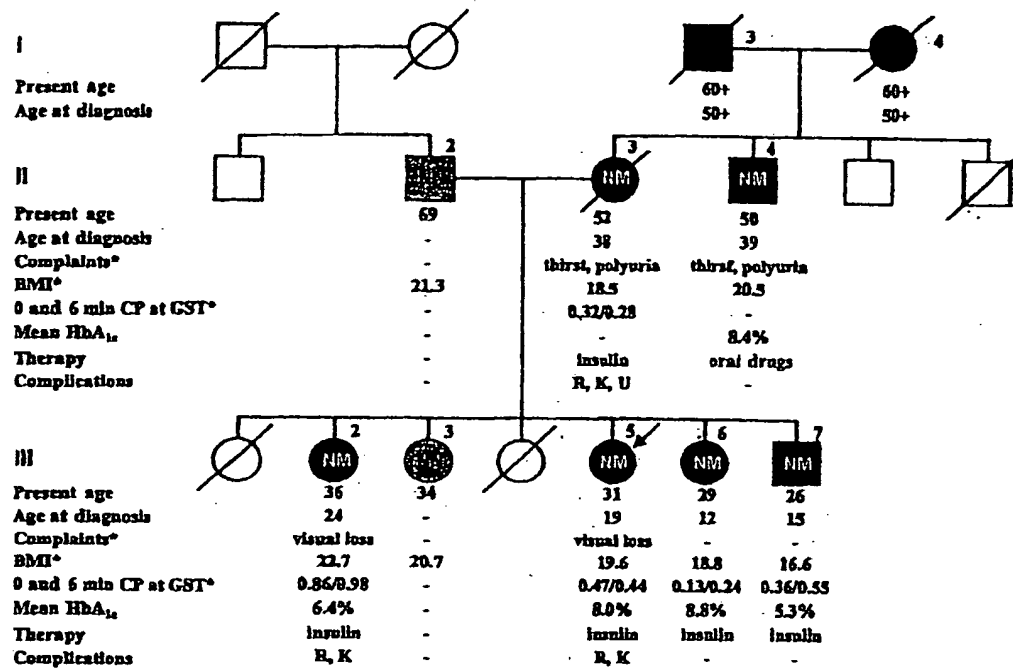 I 3 4
Present age 60+ 60+
Age at diagnosis 50+ 50+
2 3 4
II NM NM
Present age 69 52 50
Age at diagnosis - 38 39
Complaints* - thirst, polyuria thirst, polyuria
BMI* 21.3 18.5 20.5
0 and 6 min CP at GST* - 0.32/0.28 -
Mean HbA1c - - 8.4%
Therapy - insulin oral drugs
Complications - R, K, U -
2 3 5 6 7
III NM NM NM NM
Present age 36 34 31 29 26
Age at diagnosis 24 - 19 12 15
Complaints* visual loss - visual loss - -
BMI* 22.7 20.7 19.6 18.8 16.6
0 and 6 min CP at GST* 0.86/0.98 - 0.47/0.44 0.13/0.24 0.36/0.55
Mean HbA1c 6.4% - 8.0% 8.8% 5.3%
Therapy insulin - insulin insulin insulin
Complications R, K - R, K - -